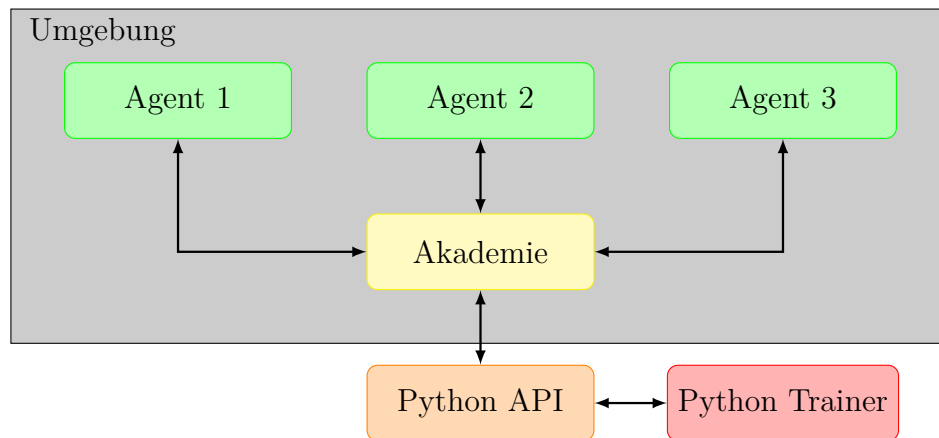 Umgebung
Agent 1
Agent 2
Agent 3
Akademie
Python API
Python Trainer